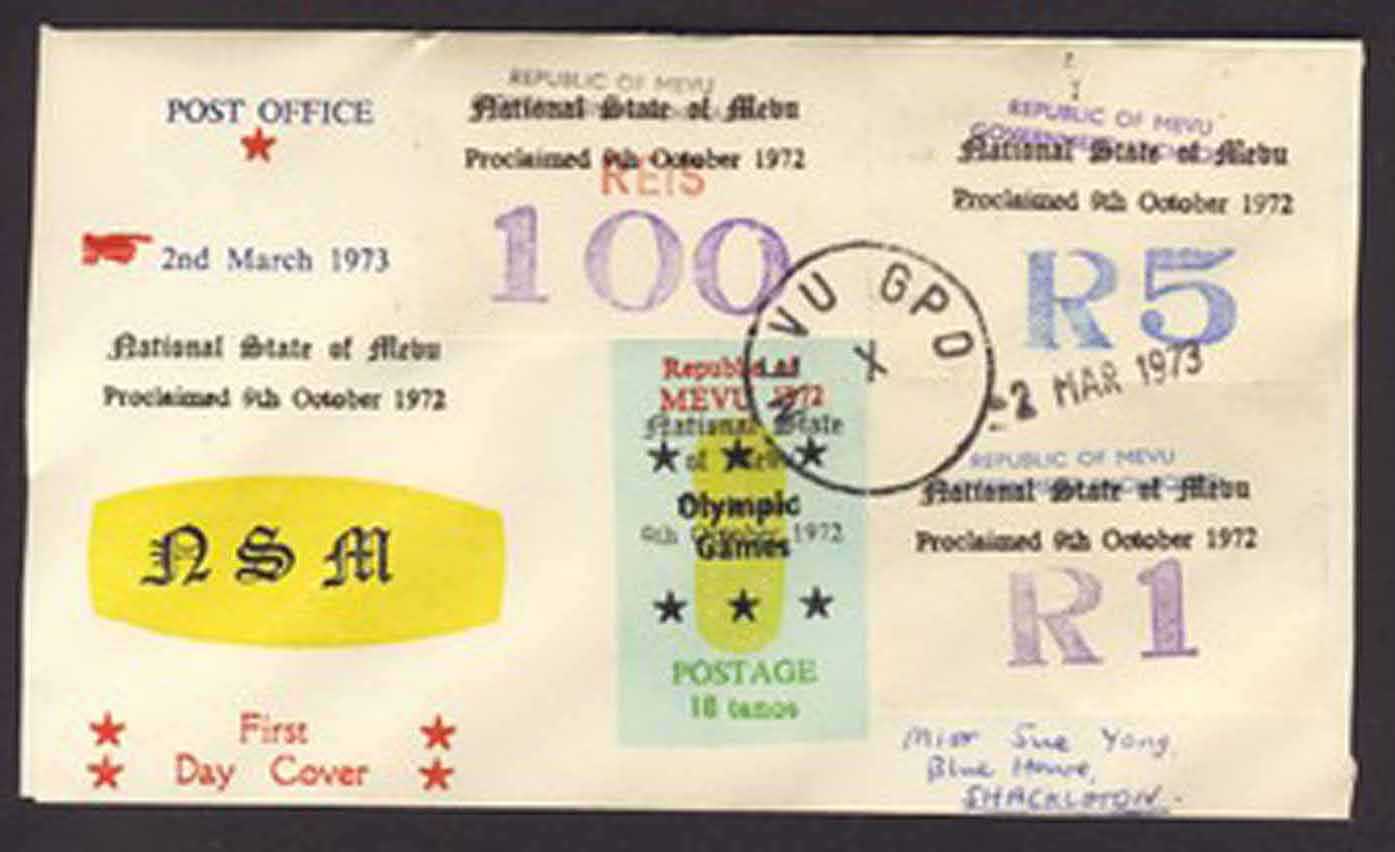 POST OFFICE
2nd March 1973
National State of Mevu
Proclaimed 9th October 1972
NSM
First
Day Cover
REPUBLIC OF MEVU
National State of Mevu
Proclaimed 9th October 1972
REIS
100
REPUBLIC OF MEVU
National State of Mevu
Proclaimed 9th October 1972
R5
VU GPO
X
2 MAR 1973
Republic of
MEVU 1972
National State
of Mevu
Olympic
9th October 1972
Games
POSTAGE
18 tanos
REPUBLIC OF MEVU
National State of Mevu
Proclaimed 9th October 1972
R1
Miss Sue Yong,
Blue House,
SHACKLOTON.